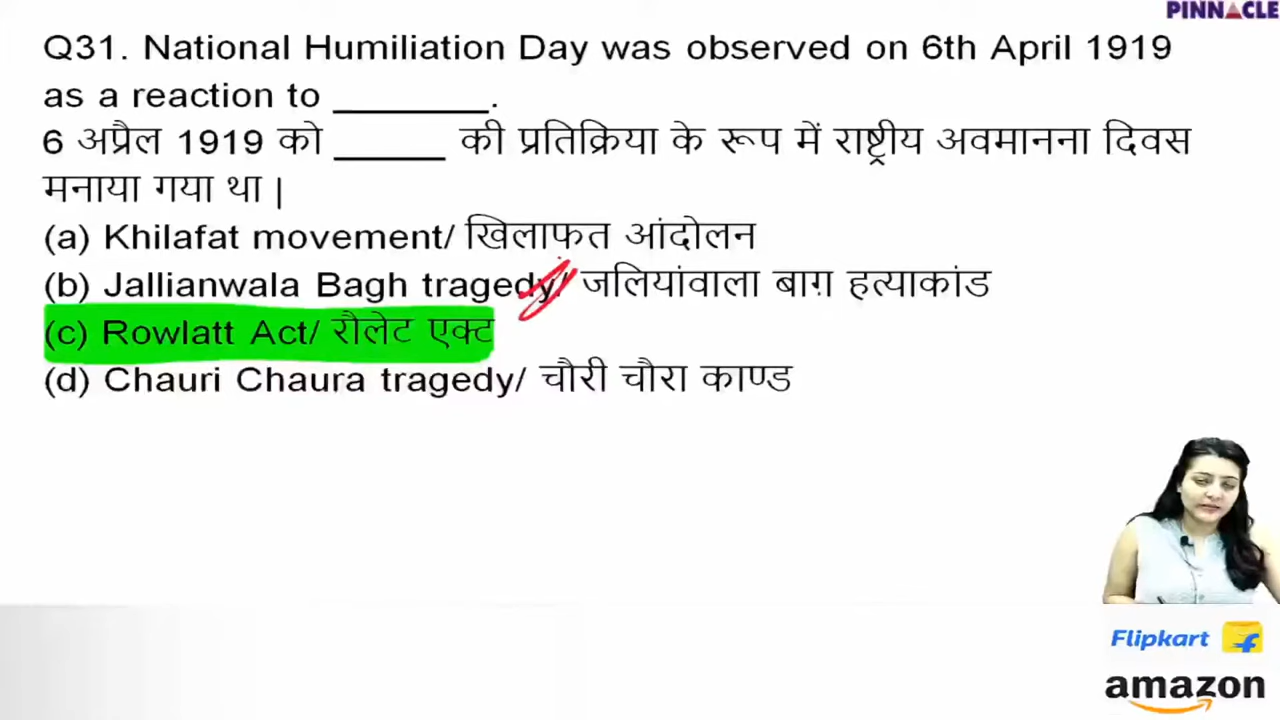 PINNACLE
Q31. National Humiliation Day was observed on 6th April 1919
as a reaction to ________.
6 अप्रैल 1919 को ______ की प्रतिक्रिया के रूप में राष्ट्रीय अवमानना दिवस
मनाया गया था |
(a) Khilafat movement/ खिलाफत आंदोलन
(b) Jallianwala Bagh tragedy/ जलियांवाला बाग़ हत्याकांड
(c) Rowlatt Act/ रौलेट एक्ट
(d) Chauri Chaura tragedy/ चौरी चौरा काण्ड
Flipkart
amazon